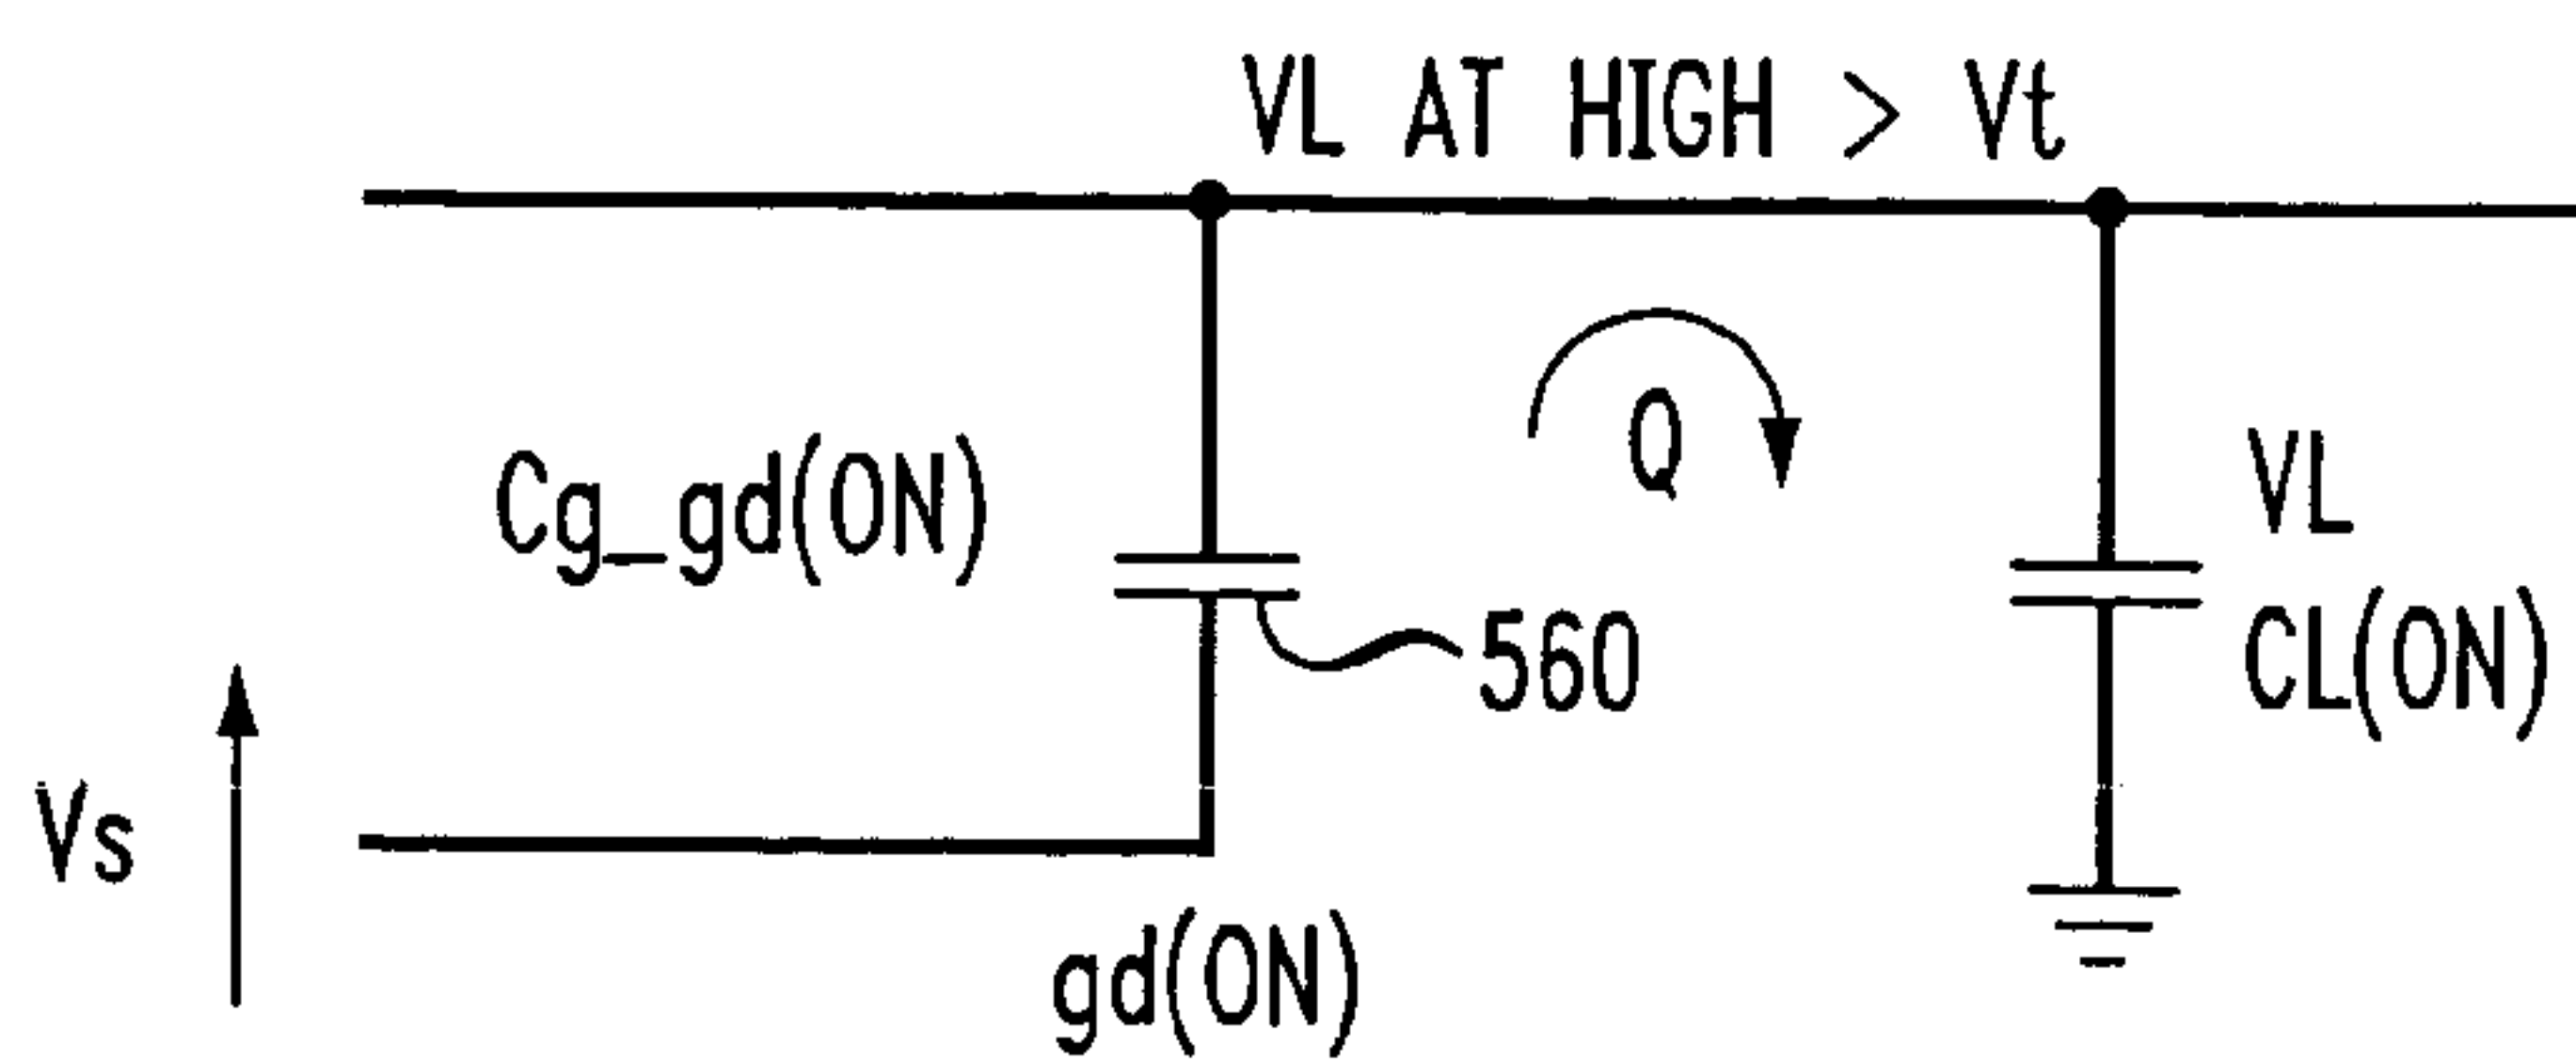 VL AT HIGH > Vt
Cg_gd(ON)
Q
VL
CL(ON)
560
Vs
gd(ON)